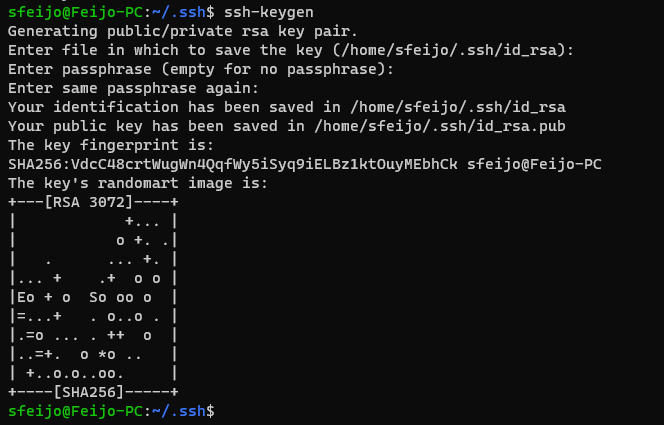 sfeijo@Feijo-PC:~/.ssh$ ssh-keygen
Generating public/private rsa key pair.
Enter file in which to save the key (/home/sfeijo/.ssh/id_rsa):
Enter passphrase (empty for no passphrase):
Enter same passphrase again:
Your identification has been saved in /home/sfeijo/.ssh/id_rsa
Your public key has been saved in /home/sfeijo/.ssh/id_rsa.pub
The key fingerprint is:
SHA256:VdcC48crtWugWn4QqfWy5iSyq9iELBz1ktOuyMEbhCk sfeijo@Feijo-PC
The key's randomart image is:
+---[RSA 3072]----+
|            +... |
|           o +. .|
|   .      ... +. |
|... +    .+  o o |
|Eo + o  So oo o  |
|=...+   . o..o . |
|.=o ... . ++  o  |
|..=+.  o *o ..   |
| +..o.o..oo.     |
+----[SHA256]-----+
sfeijo@Feijo-PC:~/.ssh$